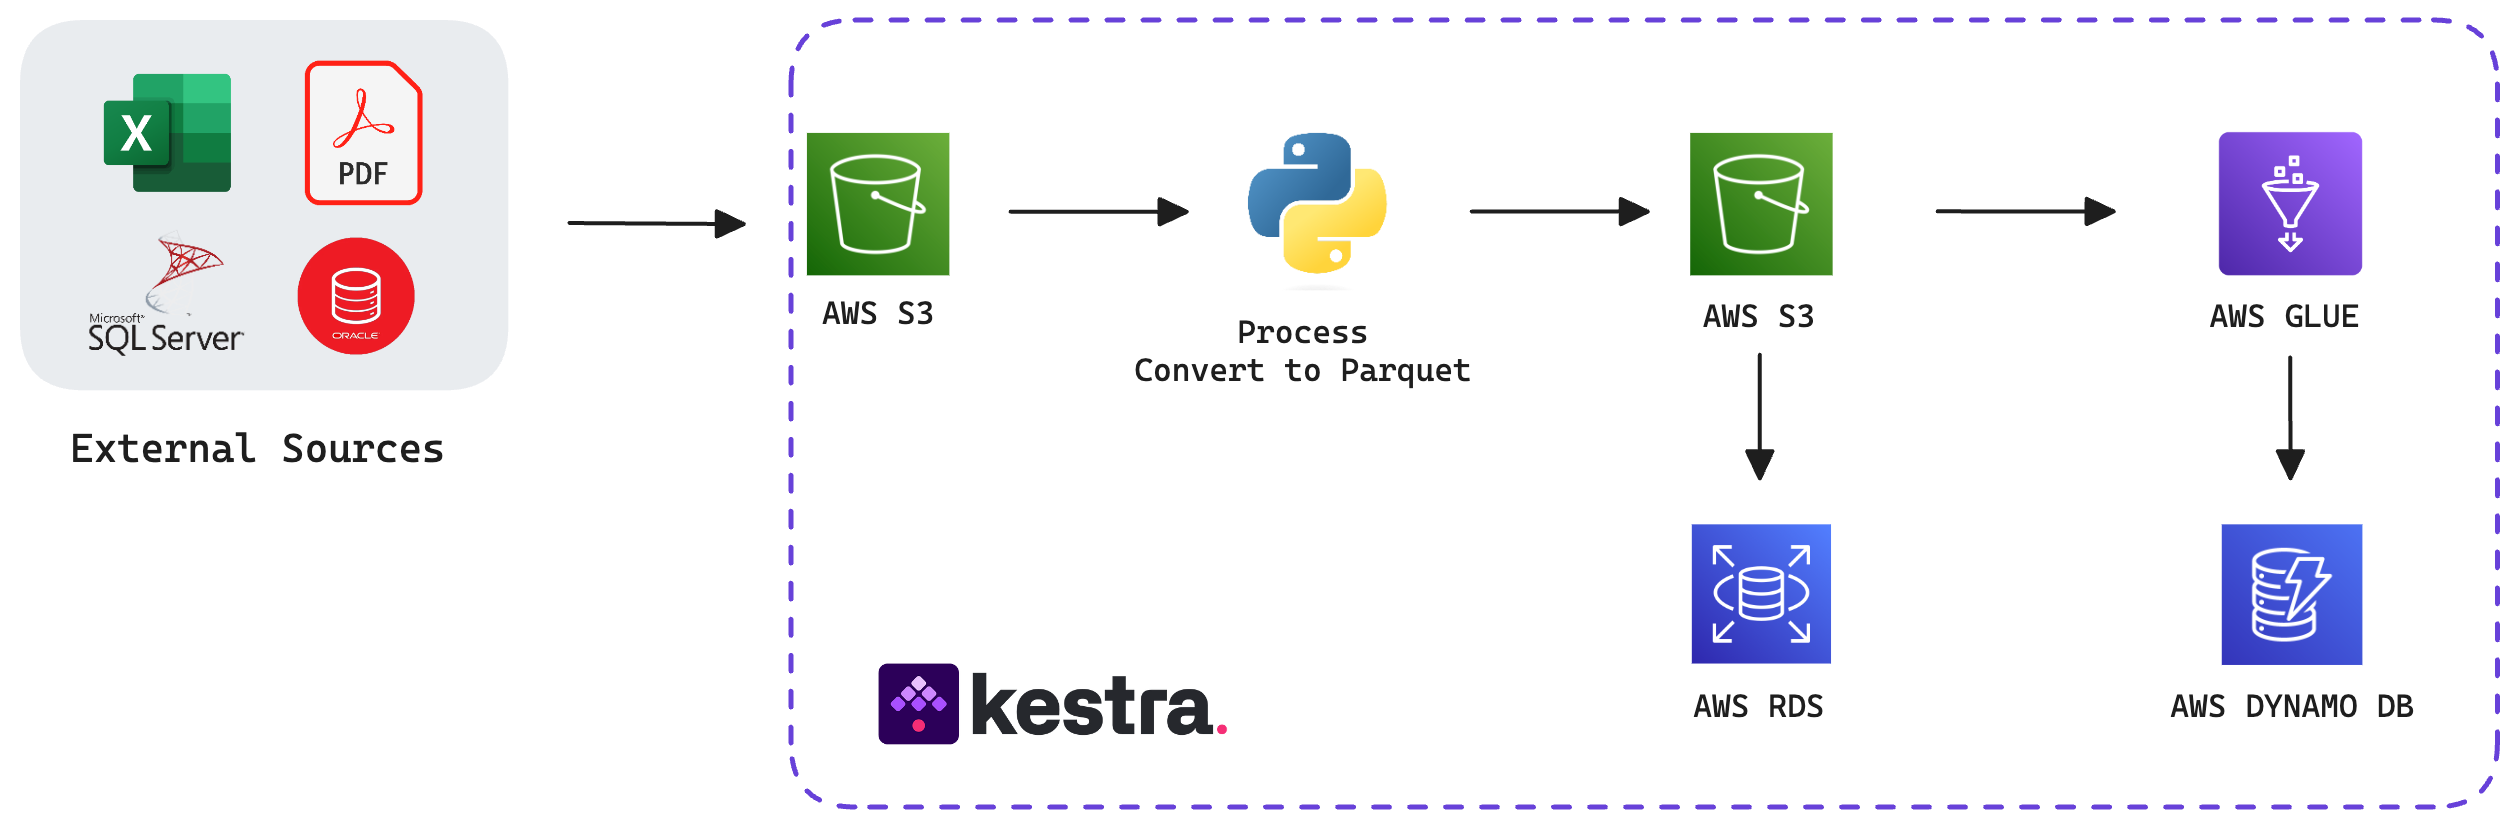 X
PDF
Microsoft®
SQL Server
ORACLE
External Sources
AWS S3
Process
Convert to Parquet
AWS S3
AWS GLUE
AWS RDS
AWS DYNAMO DB
kestra.